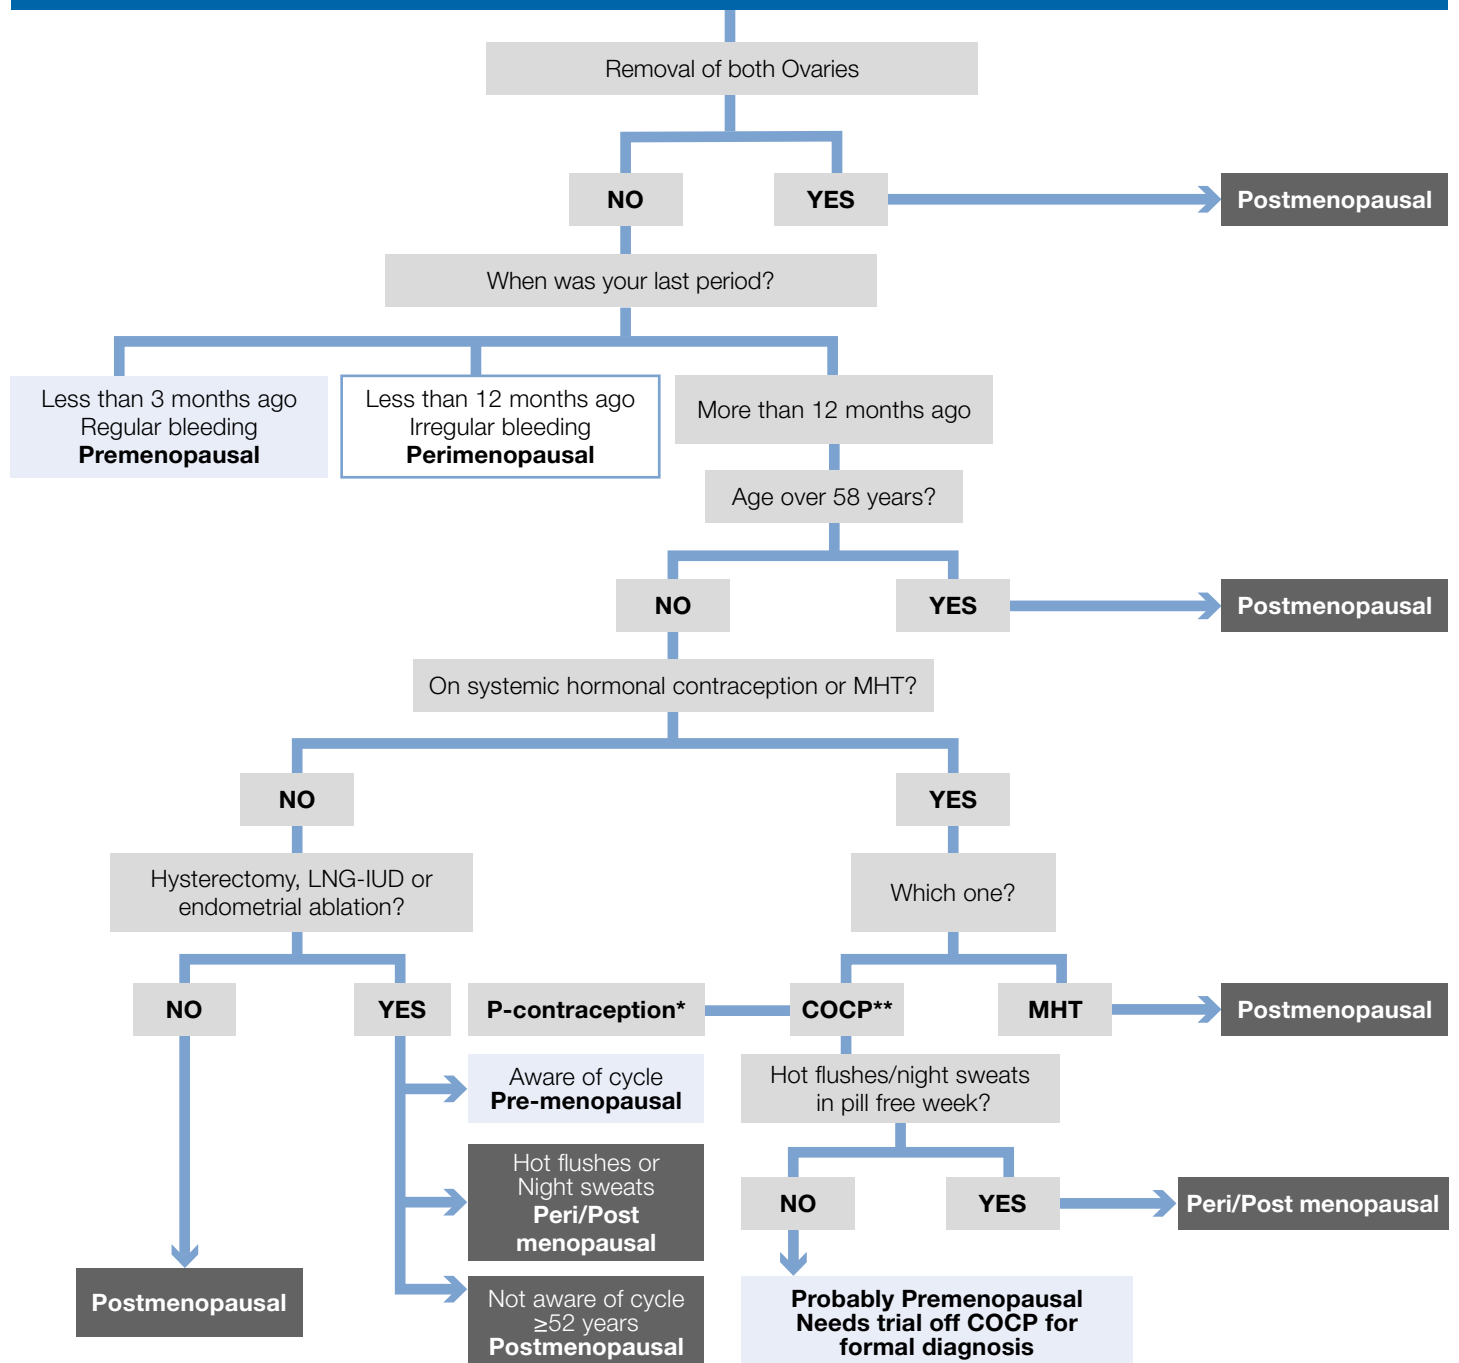 Removal of both Ovaries
NO
YES
Postmenopausal
When was your last period?
Less than 3 months ago
Regular bleeding
Premenopausal
Less than 12 months ago
Irregular bleeding
Perimenopausal
More than 12 months ago
Age over 58 years?
NO
YES
Postmenopausal
On systemic hormonal contraception or MHT?
NO
YES
Hysterectomy, LNG-IUD or
endometrial ablation?
Which one?
NO
YES
P-contraception*
COCP**
MHT
Postmenopausal
Aware of cycle
Pre-menopausal
Hot flushes/night sweats
in pill free week?
Hot flushes or
Night sweats
Peri/Post
menopausal
NO
YES
Peri/Post menopausal
Postmenopausal
Not aware of cycle
≥52 years
Postmenopausal
Probably Premenopausal
Needs trial off COCP for
formal diagnosis